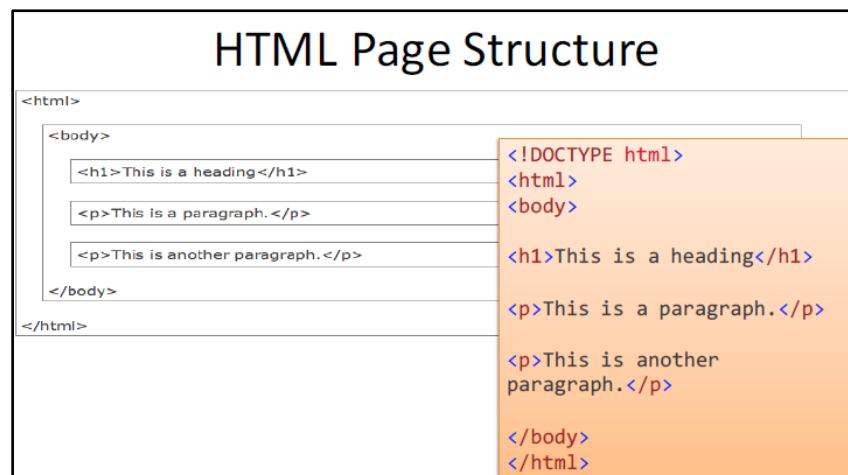 HTML Page Structure
<html>
<body>
<h1>This is a heading</h1>
<p>This is a paragraph.</p>
<p>This is another paragraph.</p>
</body>
</html>
<!DOCTYPE html>
<html>
<body>
<h1>This is a heading</h1>
<p>This is a paragraph.</p>
<p>This is another
paragraph.</p>
</body>
</html>